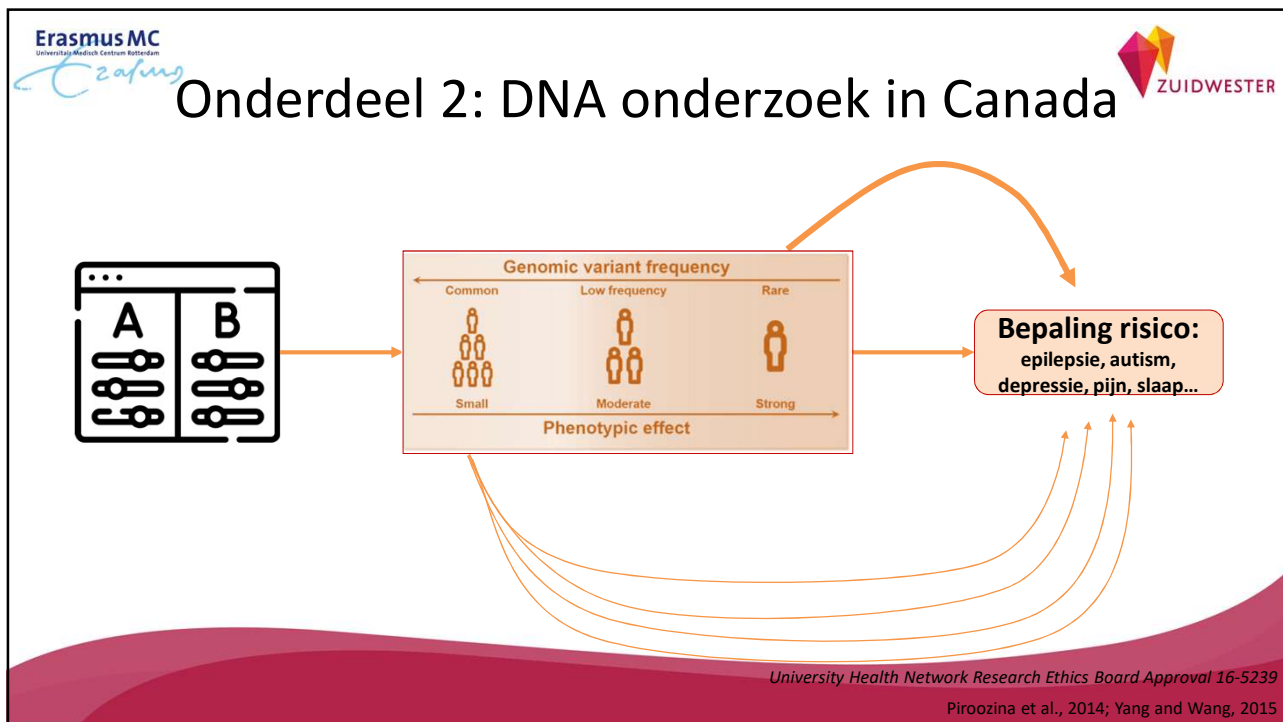 Erasmus MC
Universitair Medisch Centrum Rotterdam
Erasmus
ZUIDWESTER
Onderdeel 2: DNA onderzoek in Canada
A B
Genomic variant frequency
Common Low frequency Rare
Small Moderate Strong
Phenotypic effect
Bepaling risico:
epilepsie, autism,
depressie, pijn, slaap...
University Health Network Research Ethics Board Approval 16-5239
Piroozina et al., 2014; Yang and Wang, 2015